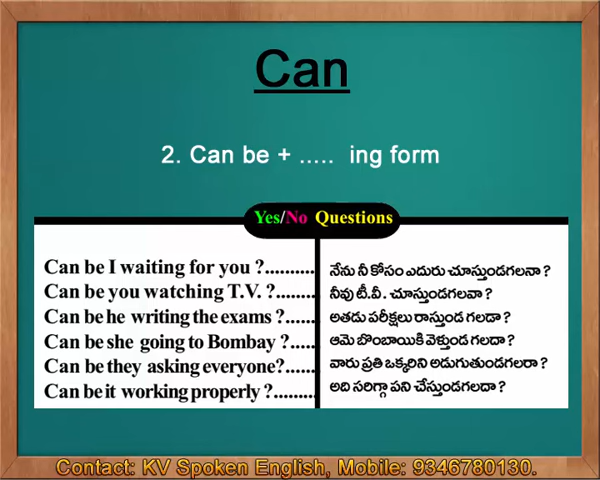 Can
2. Can be + ..... ing form
Yes/No Questions
Can be I waiting for you ?..........
Can be you watching T.V. ?........
Can be he writing the exams ?......
Can be she going to Bombay ?.....
Can be they asking everyone?......
Can be it working properly ?.........
నేను నీ కోసం ఎదురు చూస్తుండగలనా ?
నీవు టీ.వీ. చూస్తుండగలవా ?
అతడు పరీక్షలు రాస్తుండ గలడా ?
ఆమె బొంబాయికి వెళ్తుండ గలదా ?
వారు ప్రతి ఒక్కరిని అడుగుతుండగలరా ?
అది సరిగ్గా పని చేస్తుండగలదా ?
Contact: KV Spoken English, Mobile: 9346780130.